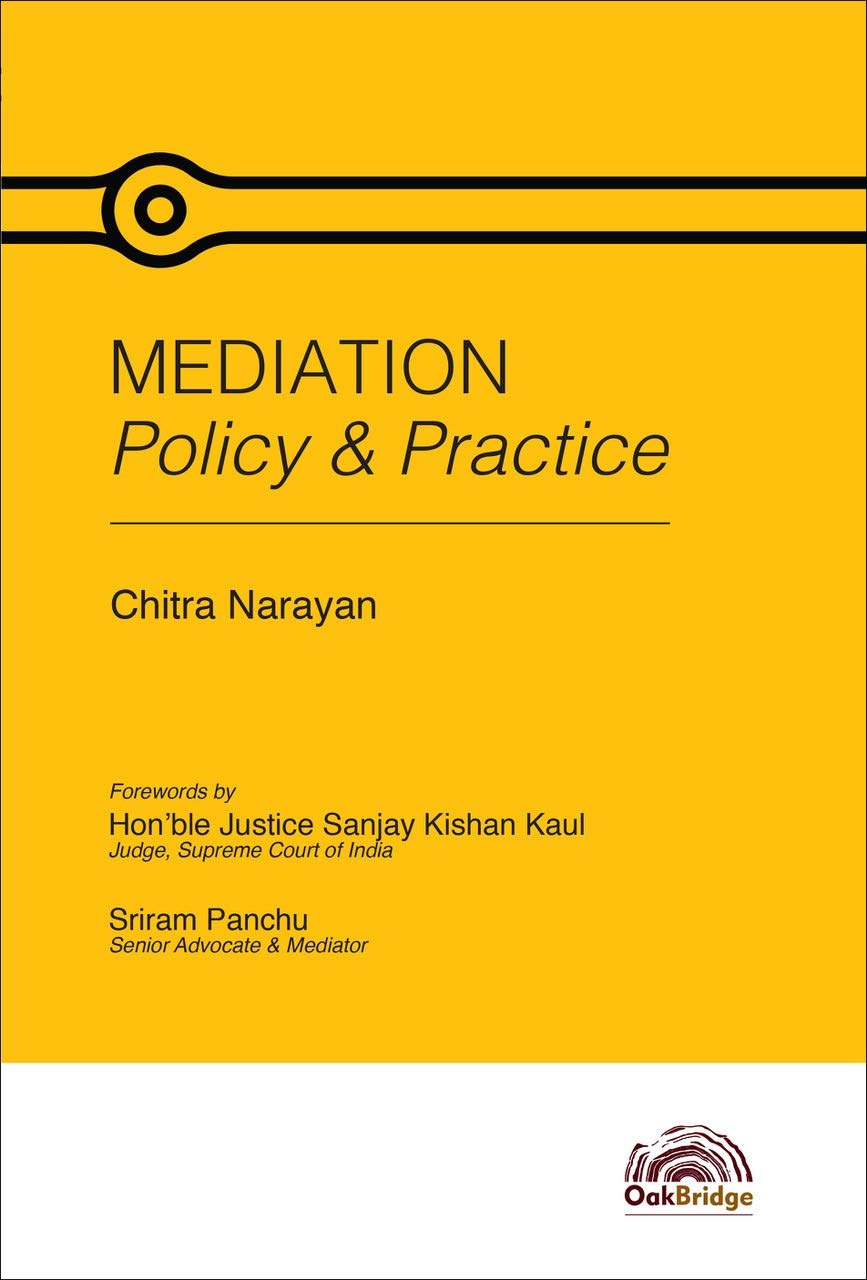 MEDIATION
Policy & Practice
Chitra Narayan
Forewords by
Hon'ble Justice Sanjay Kishan Kaul
Judge, Supreme Court of India
Sriram Panchu
Senior Advocate & Mediator
OakBridge